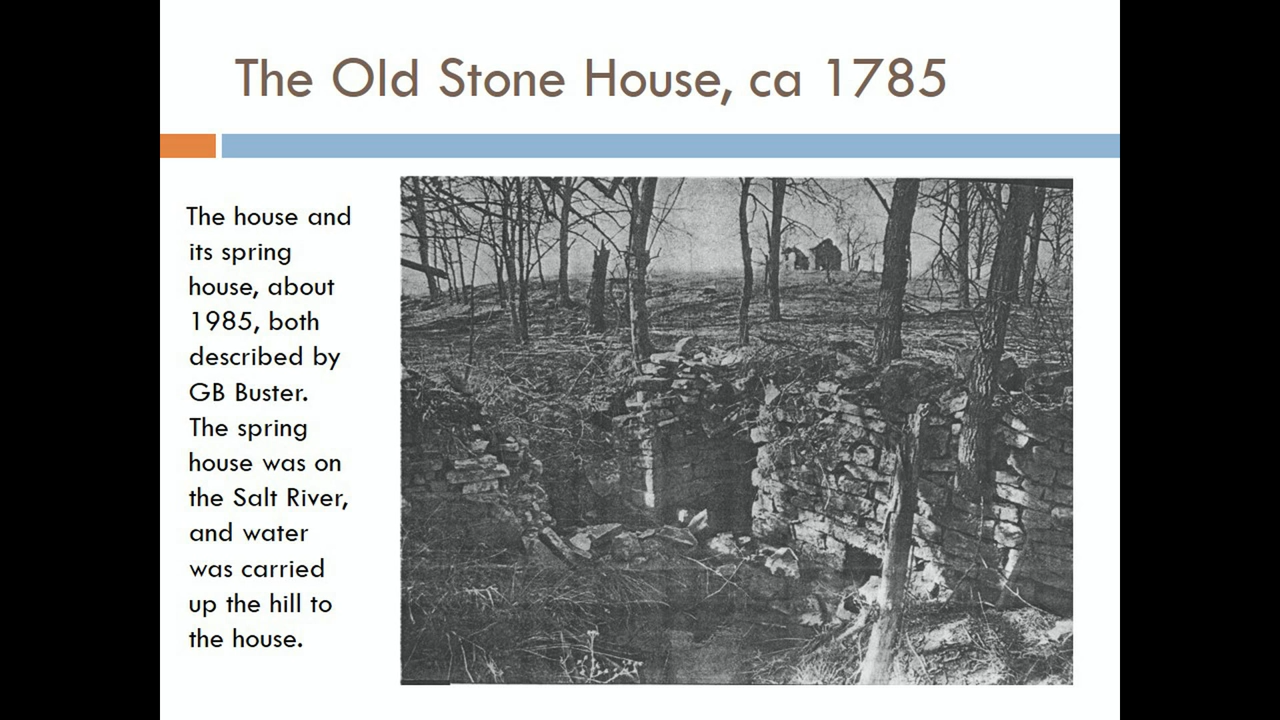 The Old Stone House, ca 1785
The house and
its spring
house, about
1985, both
described by
GB Buster.
The spring
house was on
the Salt River,
and water
was carried
up the hill to
the house.